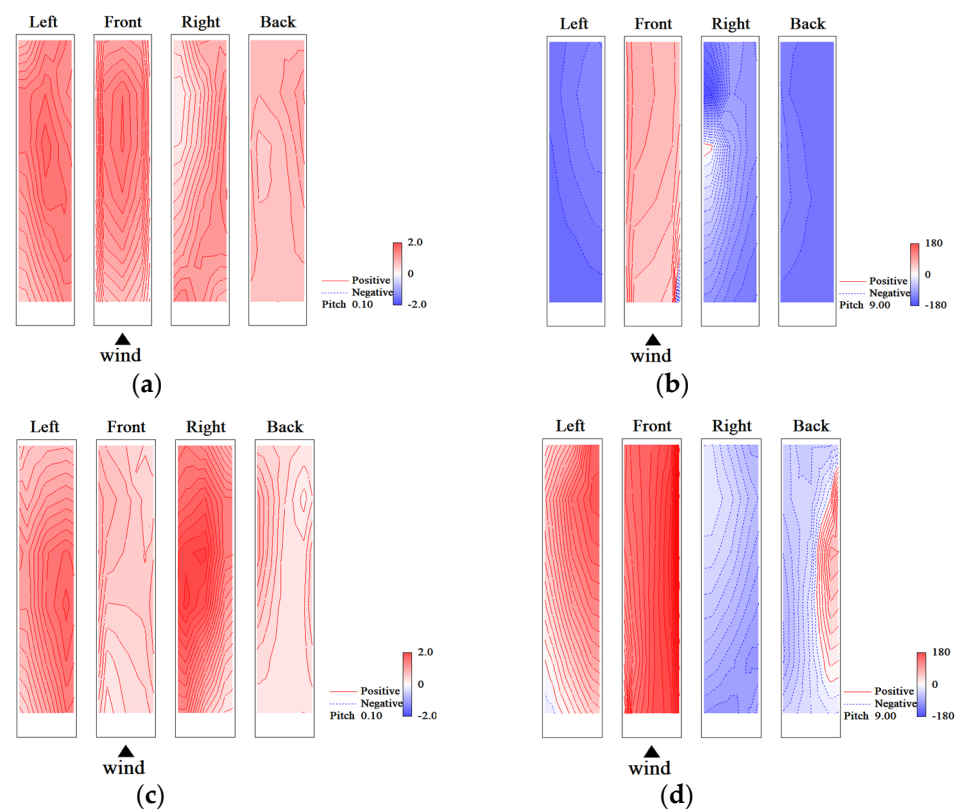 Left Front Right Back
2.0
0
-2.0
Positive
Negative
Pitch 0.10
wind
(a)
Left Front Right Back
180
0
-180
Positive
Negative
Pitch 9.00
wind
(b)
Left Front Right Back
2.0
0
-2.0
Positive
Negative
Pitch 0.10
wind
(c)
Left Front Right Back
180
0
-180
Positive
Negative
Pitch 9.00
wind
(d)